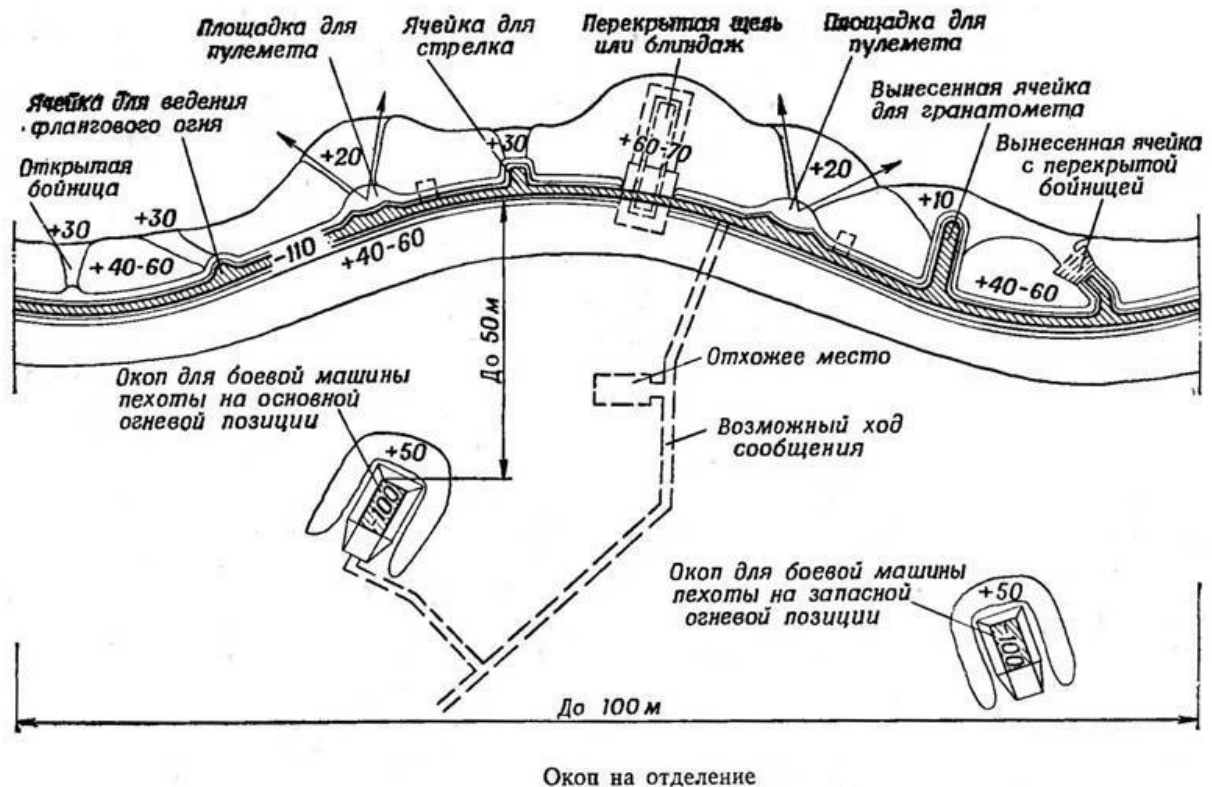 Площадка для
пулемета
Ячейка для
стрелка
Перекрытая щель
или блиндаж
Площадка для
пулемета
Ячейка для ведения
флангового огня
Вынесенная ячейка
для гранатомета
Вынесенная ячейка
с перекрытой
бойницей
Открытая
бойница
+20
+30
+60-70
+20
+10
+30
+30
+40-60
-110
+40-60
+40-60
До 50м
Отхожее место
Окоп для боевой машины
пехоты на основной
огневой позиции
Возможный ход
сообщения
+50
-100
Окоп для боевой машины
пехоты на запасной
огневой позиции
+50
-100
До 100 м
Окоп на отделение